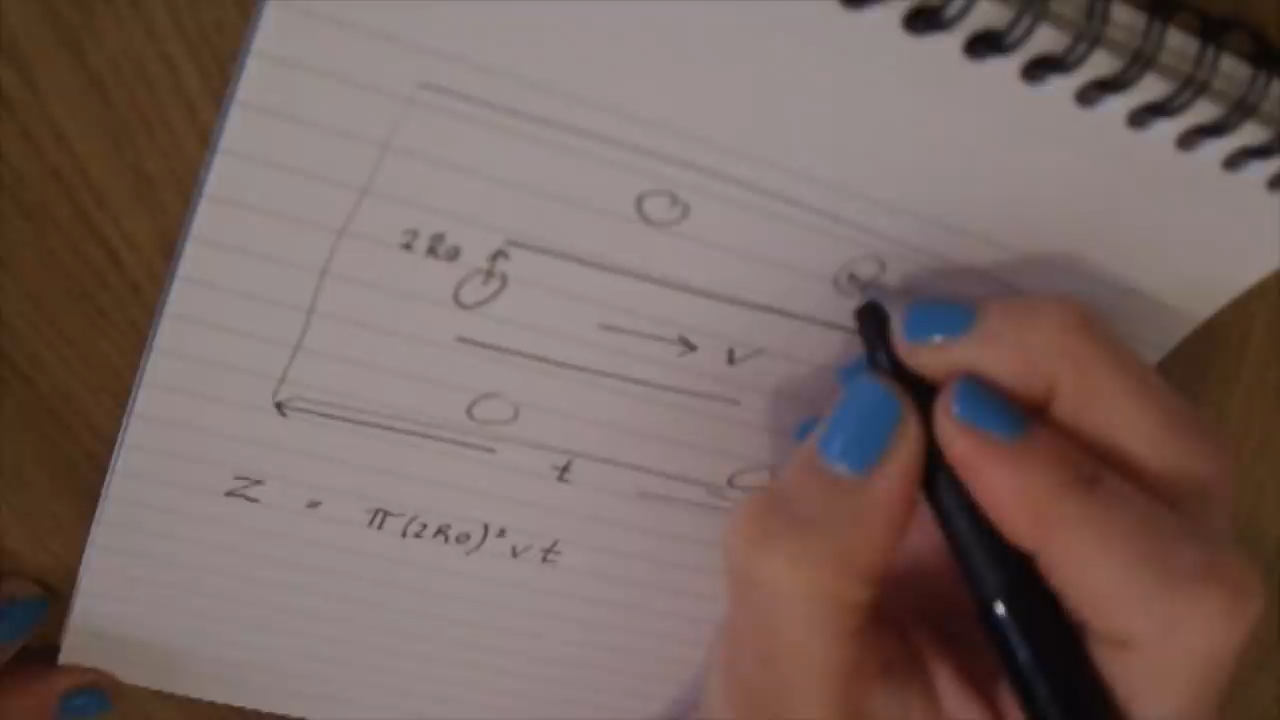 2R0
v
t
Z = π(2R0)²vt